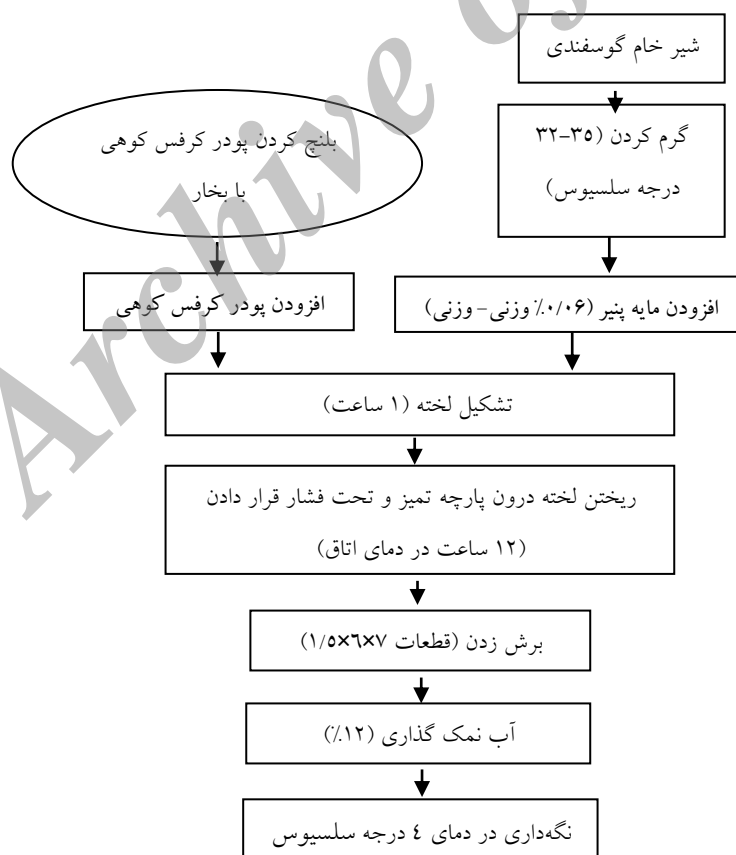 شیر خام گوسفندی
گرم کردن (۳۵-۳۲
درجه سلسیوس)
بلنچ کردن پودر کرفس کوهی
با بخار
افزودن مایه پنیر (۰/۰۶٪ وزنی- وزنی)
افزودن پودر کرفس کوهی
تشکیل لخته (۱ ساعت)
ریختن لخته درون پارچه تمیز و تحت فشار قرار دادن
(۱۲ ساعت در دمای اتاق)
برش زدن (قطعات ۷×۶×۱/۵)
آب نمک گذاری (۱۲٪)
نگه‌داری در دمای ٤ درجه سلسیوس
Archive of